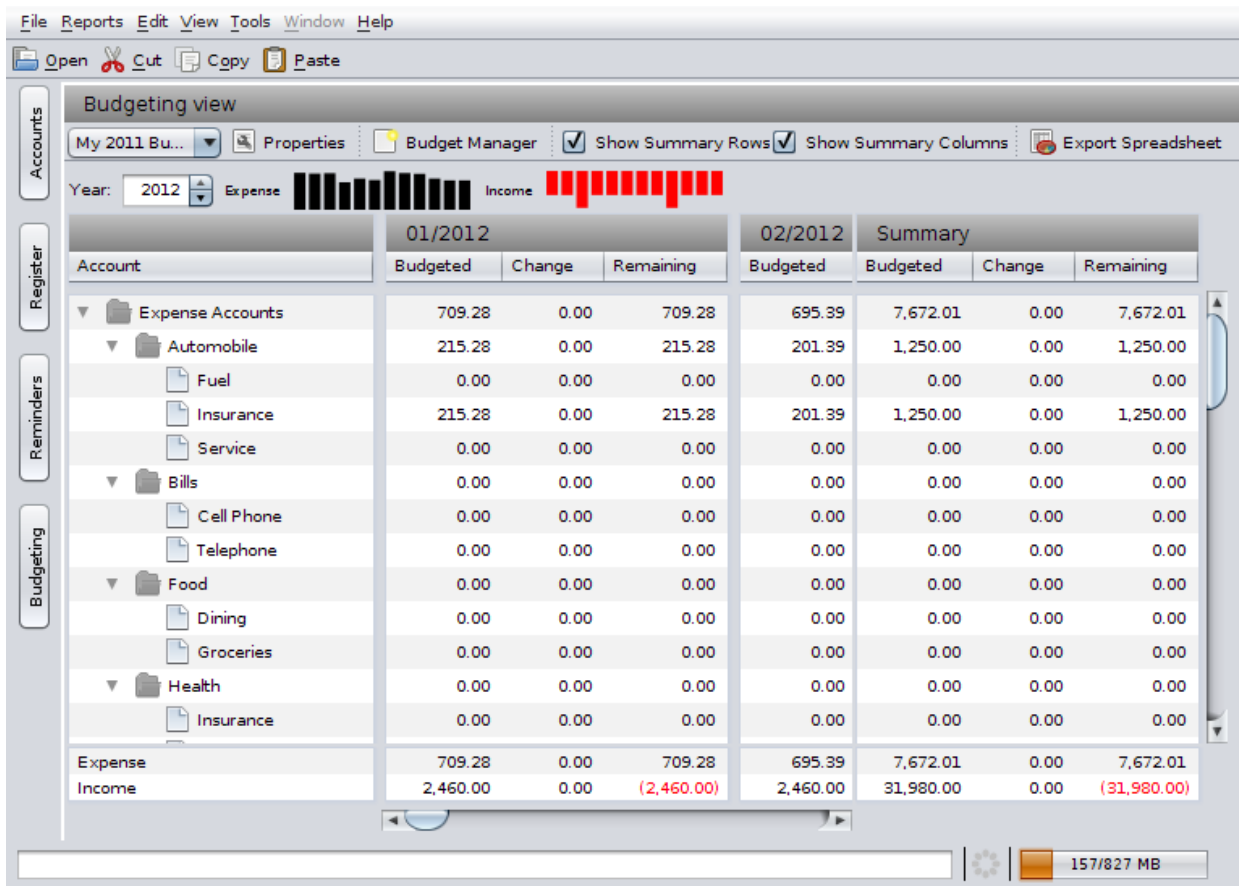 File Reports Edit View Tools Window Help
Open Cut Copy Paste
Budgeting view
My 2011 Bu... Properties Budget Manager Show Summary Rows Show Summary Columns Export Spreadsheet
Year: 2012 Expense Income
01/2012 02/2012 Summary
Account Budgeted Change Remaining Budgeted Budgeted Change Remaining
Expense Accounts 709.28 0.00 709.28 695.39 7,672.01 0.00 7,672.01
Automobile 215.28 0.00 215.28 201.39 1,250.00 0.00 1,250.00
Fuel 0.00 0.00 0.00 0.00 0.00 0.00 0.00
Insurance 215.28 0.00 215.28 201.39 1,250.00 0.00 1,250.00
Service 0.00 0.00 0.00 0.00 0.00 0.00 0.00
Bills 0.00 0.00 0.00 0.00 0.00 0.00 0.00
Cell Phone 0.00 0.00 0.00 0.00 0.00 0.00 0.00
Telephone 0.00 0.00 0.00 0.00 0.00 0.00 0.00
Food 0.00 0.00 0.00 0.00 0.00 0.00 0.00
Dining 0.00 0.00 0.00 0.00 0.00 0.00 0.00
Groceries 0.00 0.00 0.00 0.00 0.00 0.00 0.00
Health 0.00 0.00 0.00 0.00 0.00 0.00 0.00
Insurance 0.00 0.00 0.00 0.00 0.00 0.00 0.00
Expense 709.28 0.00 709.28 695.39 7,672.01 0.00 7,672.01
Income 2,460.00 0.00 (2,460.00) 2,460.00 31,980.00 0.00 (31,980.00)
Accounts
Register
Reminders
Budgeting
157/827 MB